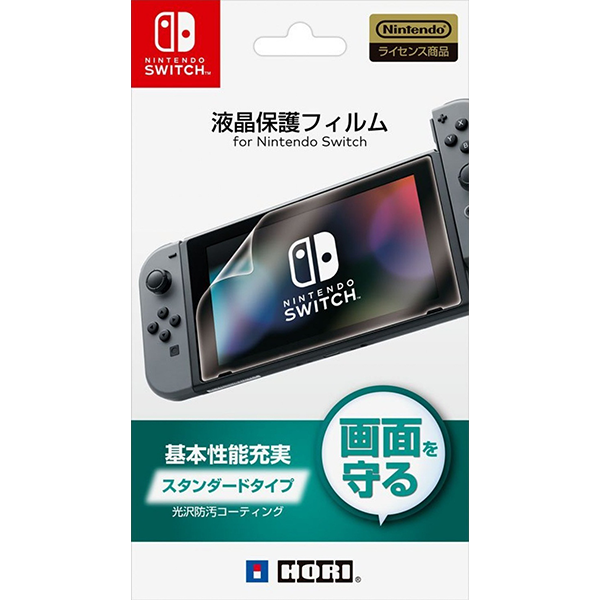 NINTENDO
SWITCH™
Nintendo®
ライセンス商品
液晶保護フィルム
for Nintendo Switch
X
Y
A
B
NINTENDO
SWITCH™
基本性能充実
スタンダードタイプ
光沢防汚コーティング
画面を
守る
HORI®